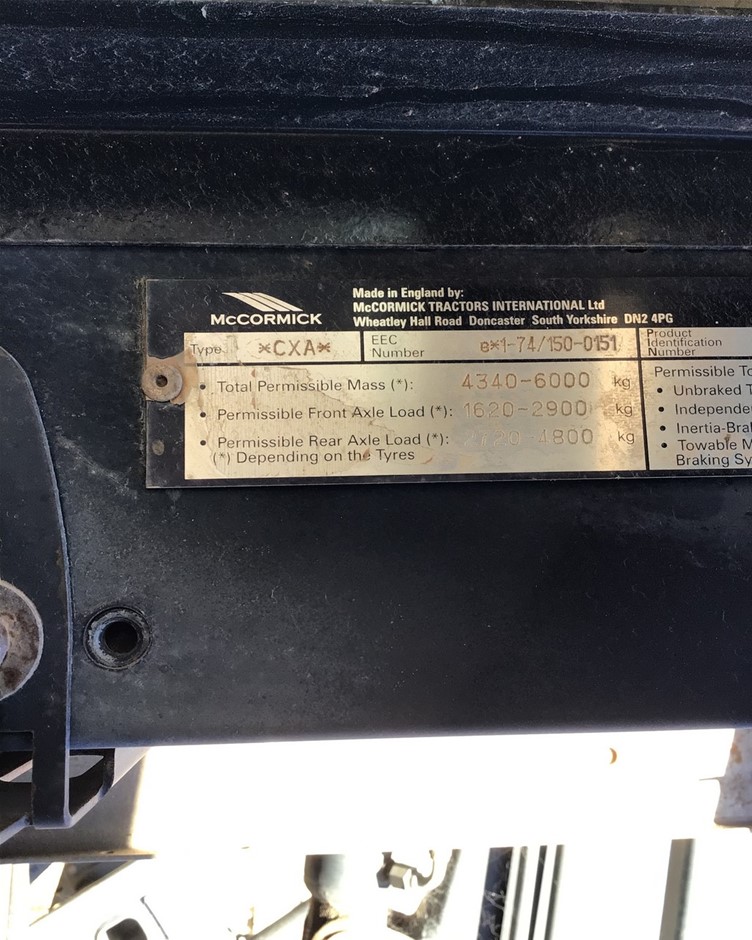 McCORMICK
Made in England by:
McCORMICK TRACTORS INTERNATIONAL Ltd
Wheatley Hall Road Doncaster South Yorkshire DN2 4PG
Type *CXA*
EEC Number e*1-74/150-0151
Product Identification Number
• Total Permissible Mass (*): 4340-6000 kg
• Permissible Front Axle Load (*): 1620-2900 kg
• Permissible Rear Axle Load (*): 2720-4800 kg
(*) Depending on the Tyres
Permissible To
• Unbraked T
• Independe
• Inertia-Bra
• Towable M
Braking Sy